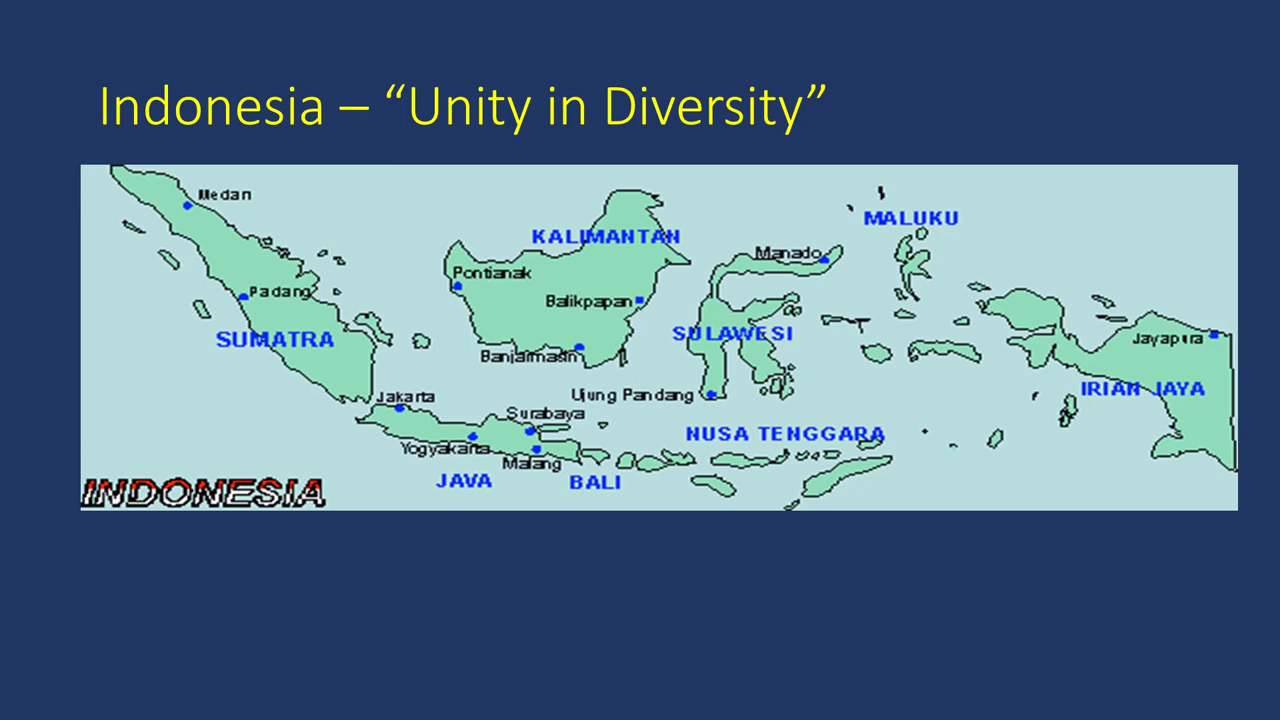 Indonesia – “Unity in Diversity”
Medan
MALUKU
KALIMANTAN
Manado
Pontianak
Padang
Balikpapan
SUMATRA
SULAWESI
Jayapura
Banjarmasin
IRIAN JAYA
Jakarta
Ujung Pandang
Surabaya
NUSA TENGGARA
Yogyakarta
Malang
JAVA
BALI
INDONESIA